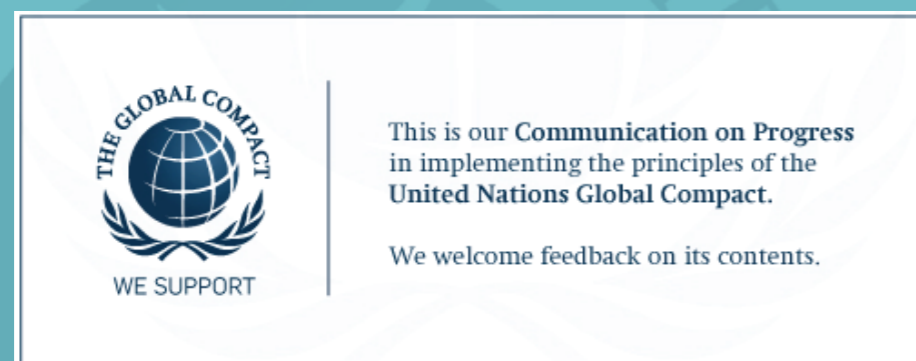 THE GLOBAL COMPACT
WE SUPPORT
This is our Communication on Progress
in implementing the principles of the
United Nations Global Compact.
We welcome feedback on its contents.